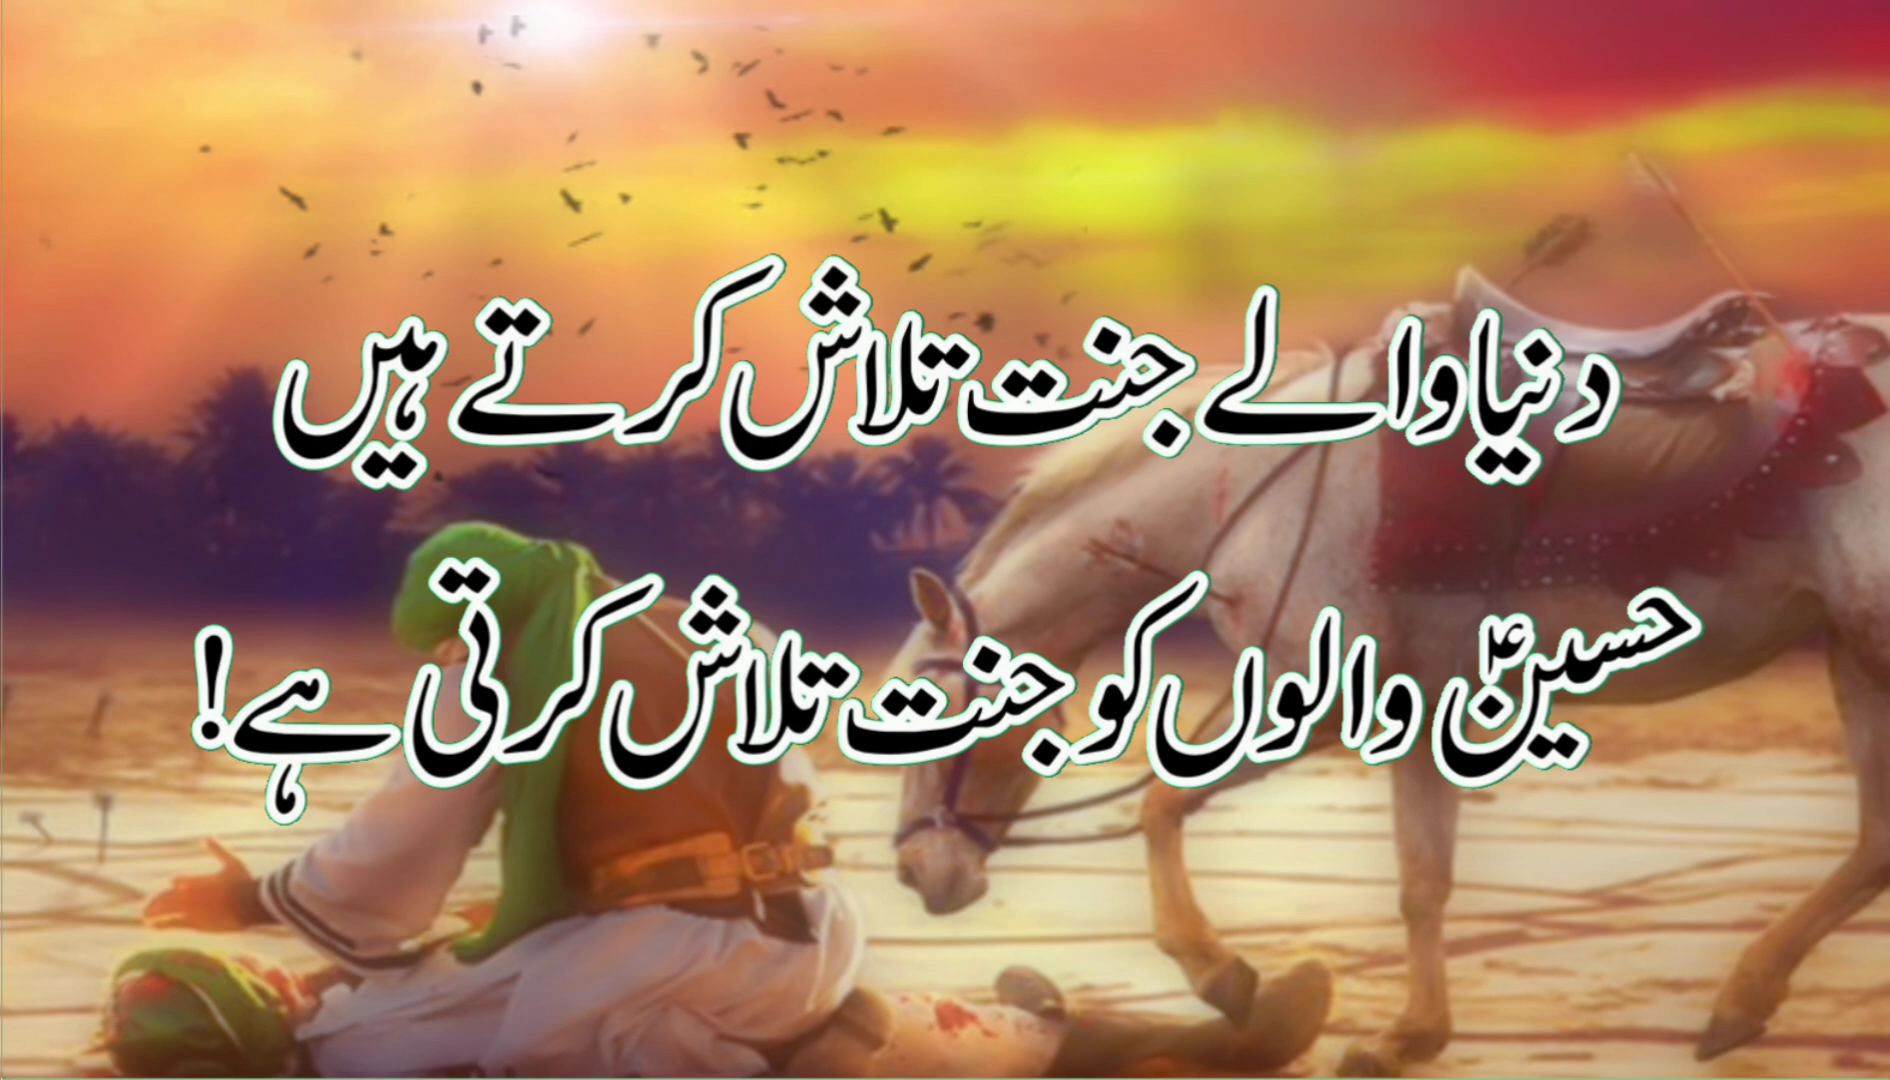 دنیا والے جنت تلاش کرتے ہیں
حسینؑ والوں کو جنت تلاش کرتی ہے!